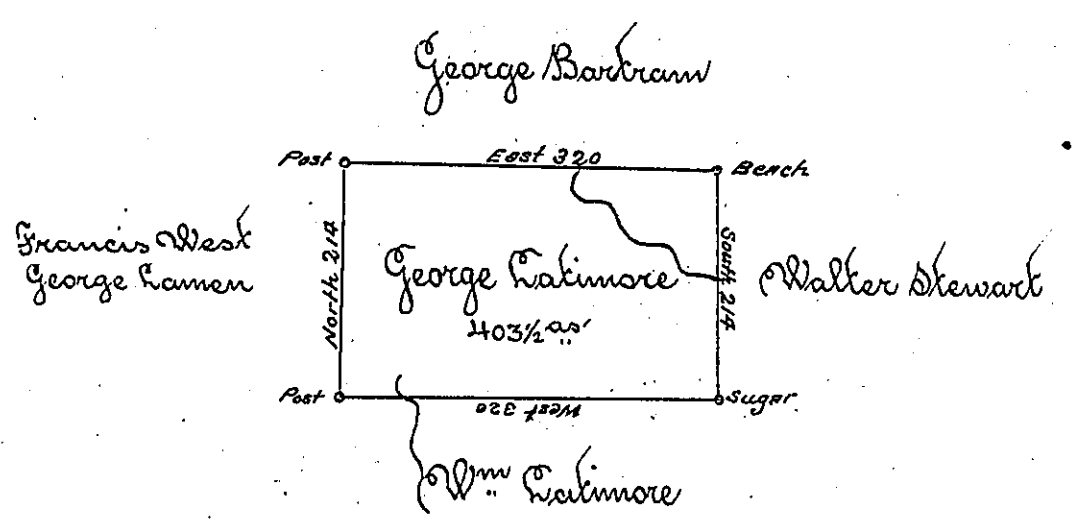 George Bartram
Post
East 320
Beach
Francis West
George Lamen
North 214
George Latimore
403½ as
South 214
Walter Stewart
Post
West 320
Sugar
Wm Latimore